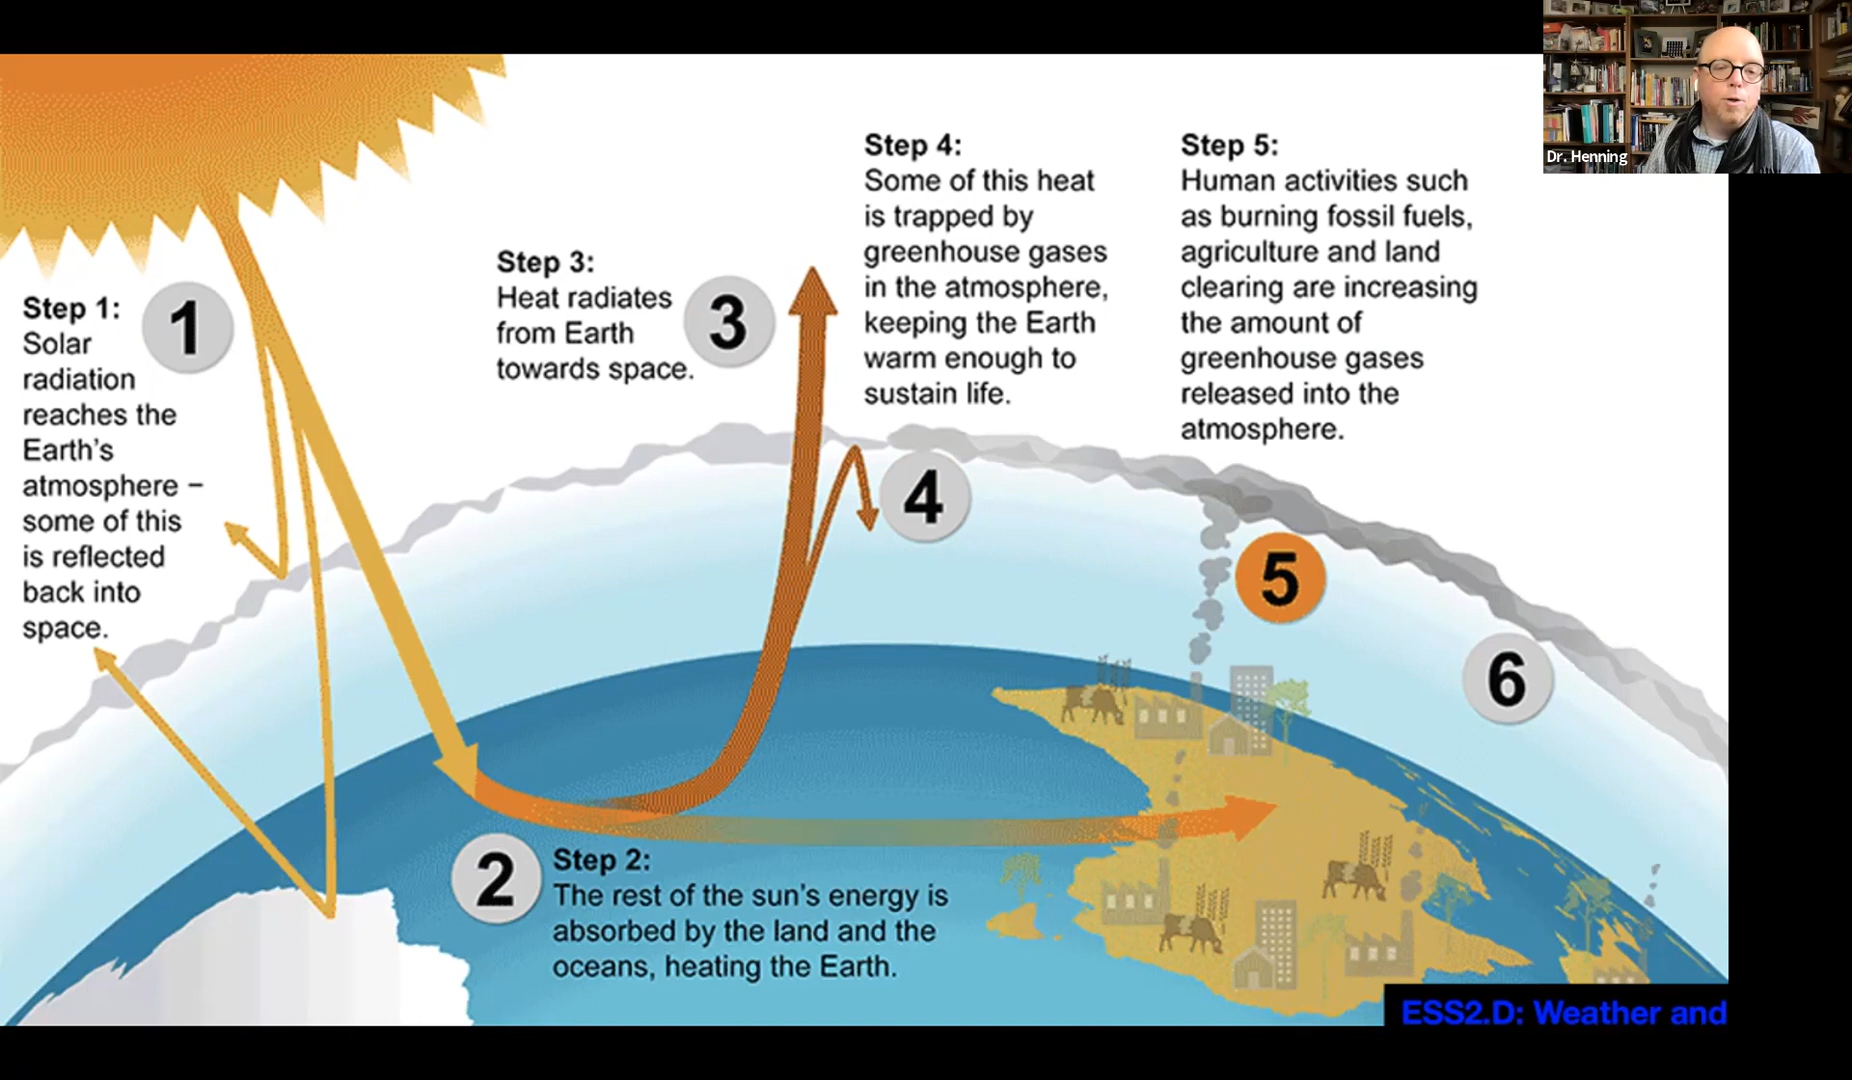 Dr. Henning
Step 1:
Solar
radiation
reaches the
Earth's
atmosphere –
some of this
is reflected
back into
space.
1
Step 3:
Heat radiates
from Earth
towards space.
3
Step 4:
Some of this heat
is trapped by
greenhouse gases
in the atmosphere,
keeping the Earth
warm enough to
sustain life.
4
Step 5:
Human activities such
as burning fossil fuels,
agriculture and land
clearing are increasing
the amount of
greenhouse gases
released into the
atmosphere.
5
6
2
Step 2:
The rest of the sun's energy is
absorbed by the land and the
oceans, heating the Earth.
ESS2.D: Weather and